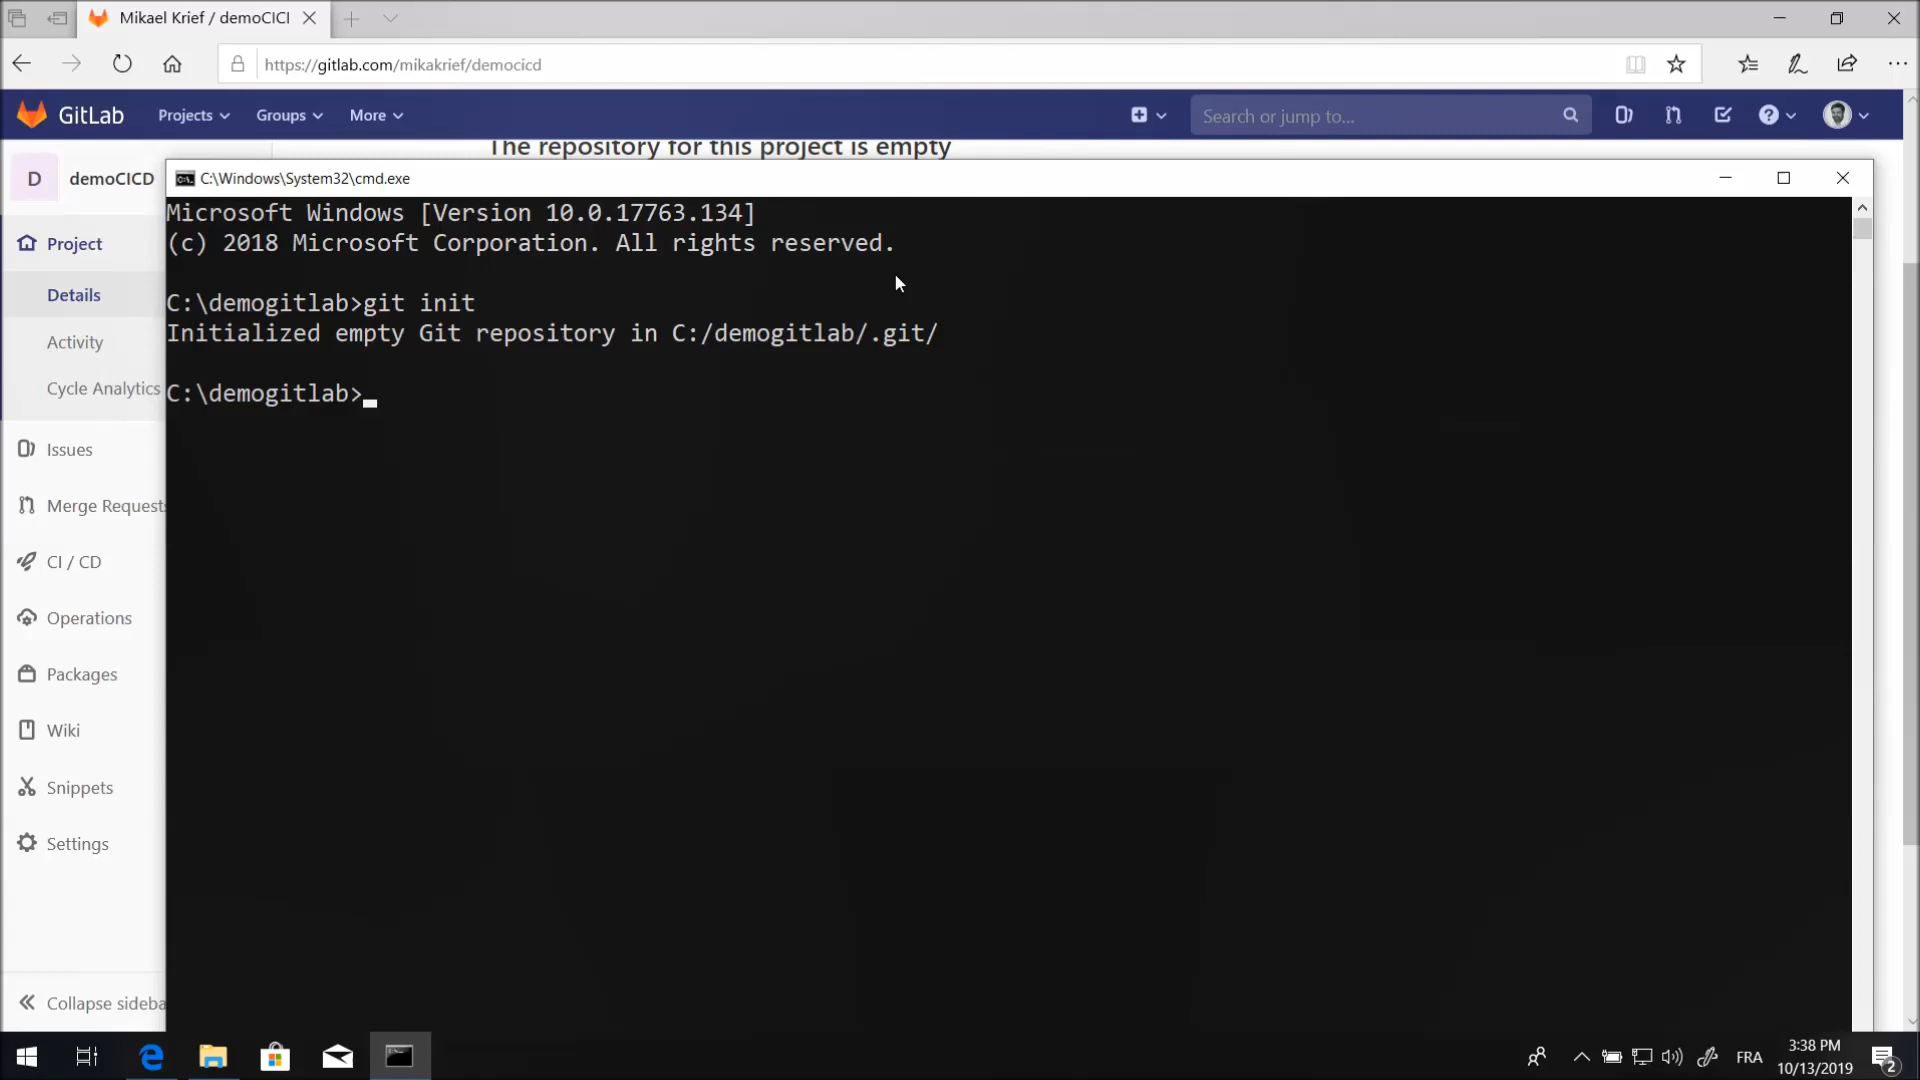 Mikael Krief / demoCICI
https://gitlab.com/mikakrief/democicd
GitLab
Projects
Groups
More
Search or jump to...
The repository for this project is empty
D
demoCICD
C:\Windows\System32\cmd.exe
Microsoft Windows [Version 10.0.17763.134]
(c) 2018 Microsoft Corporation. All rights reserved.
C:\demogitlab>git init
Initialized empty Git repository in C:/demogitlab/.git/
C:\demogitlab>
Project
Details
Activity
Cycle Analytics
Issues
Merge Requests
CI / CD
Operations
Packages
Wiki
Snippets
Settings
Collapse sideba
FRA
3:38 PM
10/13/2019
2